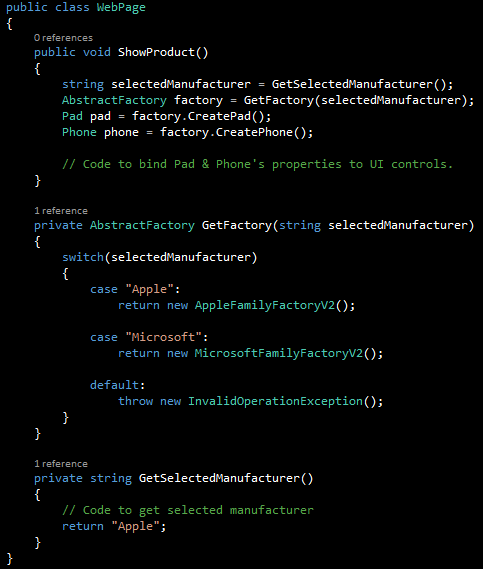 public class WebPage
{
0 references
public void ShowProduct()
{
string selectedManufacturer = GetSelectedManufacturer();
AbstractFactory factory = GetFactory(selectedManufacturer);
Pad pad = factory.CreatePad();
Phone phone = factory.CreatePhone();
// Code to bind Pad & Phone's properties to UI controls.
}
1 reference
private AbstractFactory GetFactory(string selectedManufacturer)
{
switch(selectedManufacturer)
{
case "Apple":
return new AppleFamilyFactoryV2();
case "Microsoft":
return new MicrosoftFamilyFactoryV2();
default:
throw new InvalidOperationException();
}
}
1 reference
private string GetSelectedManufacturer()
{
// Code to get selected manufacturer
return "Apple";
}
}